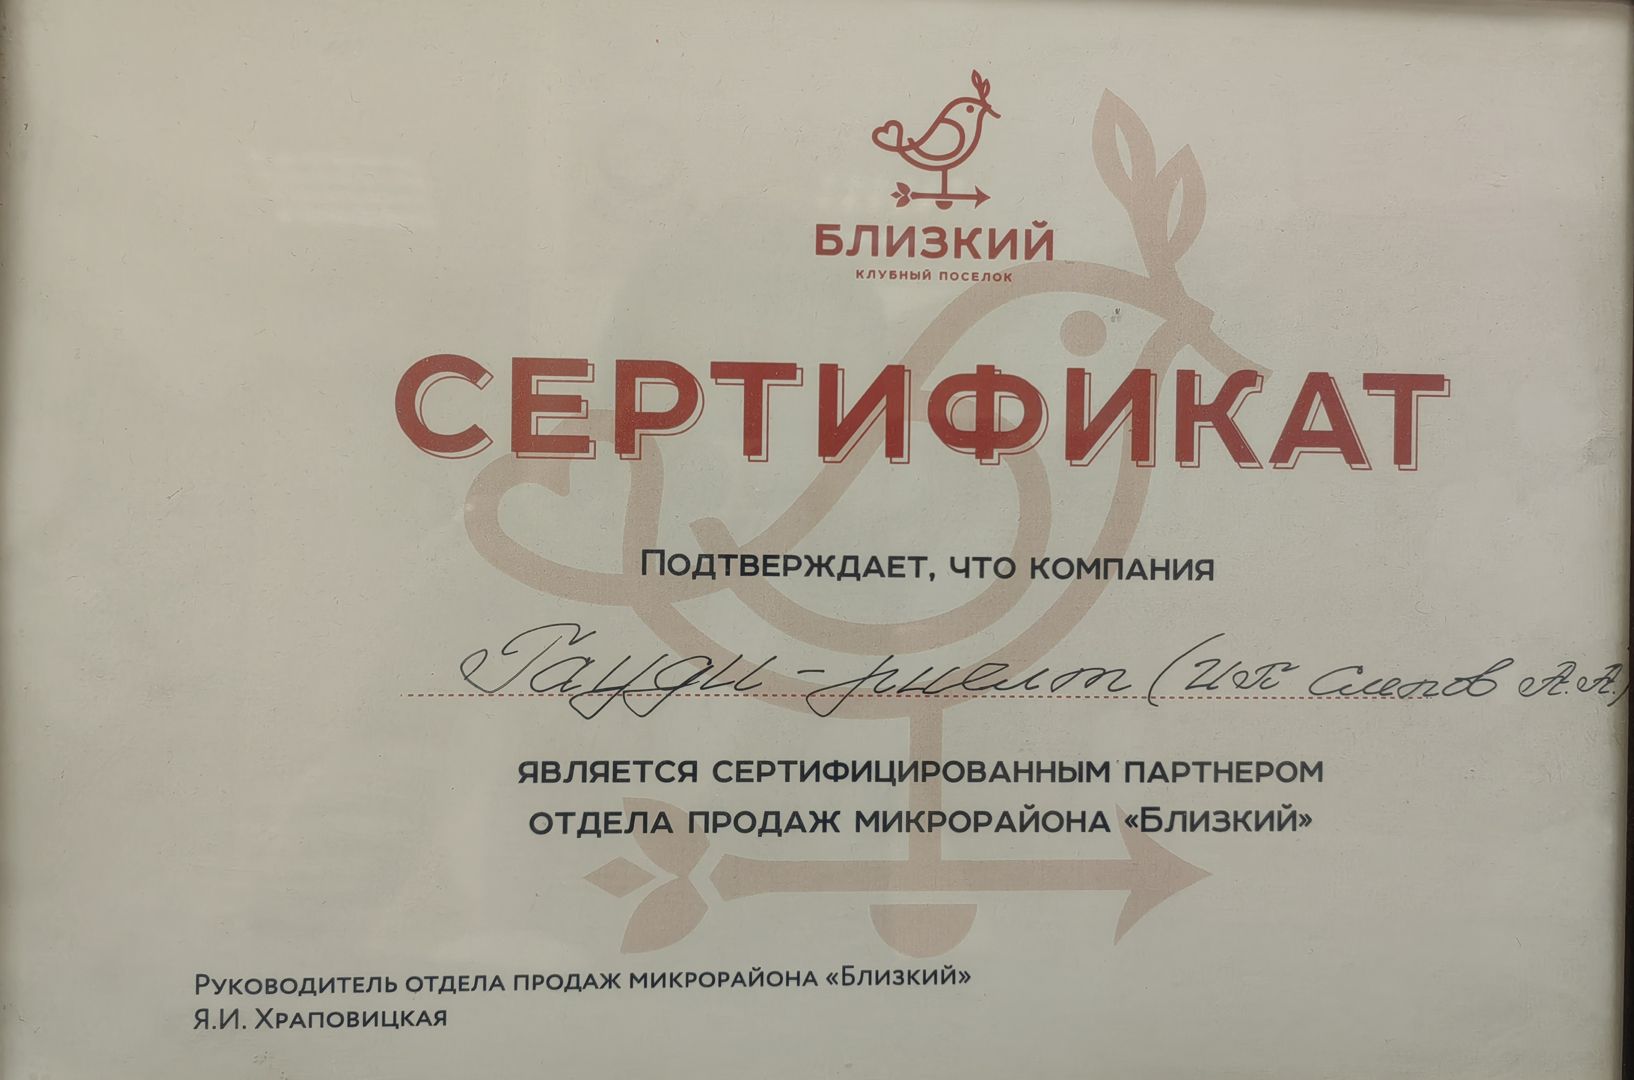 БЛИЗКИЙ
КЛУБНЫЙ ПОСЕЛОК
СЕРТИФИКАТ
ПОДТВЕРЖДАЕТ, ЧТО КОМПАНИЯ
Гауди-риелт (ИП Слепов А.А.)
ЯВЛЯЕТСЯ СЕРТИФИЦИРОВАННЫМ ПАРТНЕРОМ
ОТДЕЛА ПРОДАЖ МИКРОРАЙОНА «БЛИЗКИЙ»
РУКОВОДИТЕЛЬ ОТДЕЛА ПРОДАЖ МИКРОРАЙОНА «БЛИЗКИЙ»
Я.И. ХРАПОВИЦКАЯ